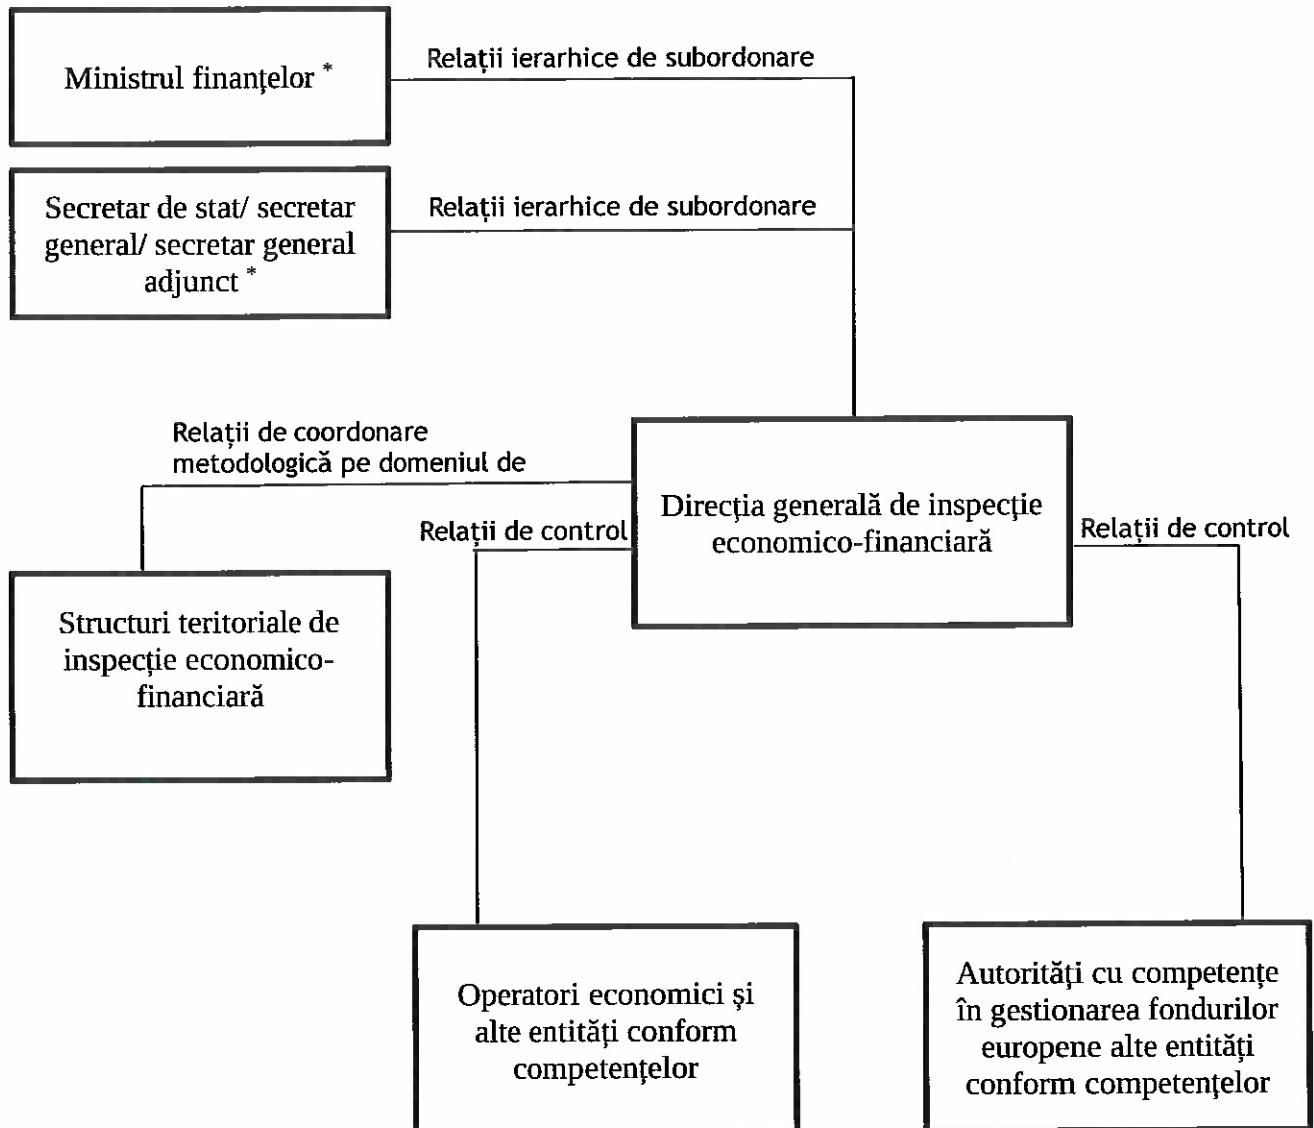 Ministrul finanțelor *
Relații ierarhice de subordonare
Secretar de stat/ secretar
general/ secretar general
adjunct *
Relații ierarhice de subordonare
Relații de coordonare
metodologică pe domeniul de
Relații de control
Direcția generală de inspecție
economico-financiară
Relații de control
Structuri teritoriale de
inspecție economico-
financiară
Operatori economici și
alte entități conform
competențelor
Autorități cu competențe
în gestionarea fondurilor
europene alte entități
conform competențelor